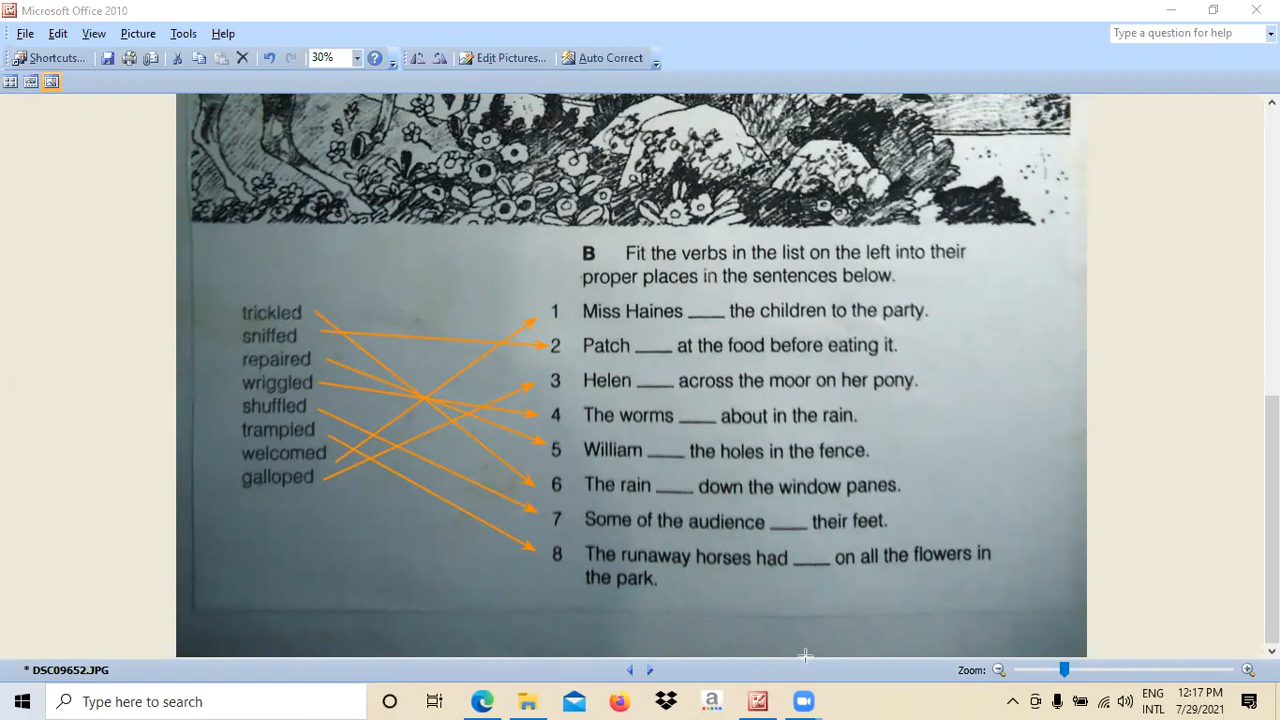 Microsoft Office 2010
File Edit View Picture Tools Help
Type a question for help
Shortcuts...
30%
Edit Pictures...
Auto Correct
B Fit the verbs in the list on the left into their
proper places in the sentences below.
trickled
sniffed
repaired
wriggled
shuffled
trampled
welcomed
galloped
1 Miss Haines ____ the children to the party.
2 Patch ____ at the food before eating it.
3 Helen ____ across the moor on her pony.
4 The worms ____ about in the rain.
5 William ____ the holes in the fence.
6 The rain ____ down the window panes.
7 Some of the audience ____ their feet.
8 The runaway horses had ____ on all the flowers in
the park.
* DSC09652.JPG
Zoom:
Type here to search
a
ENG
INTL
12:17 PM
7/29/2021